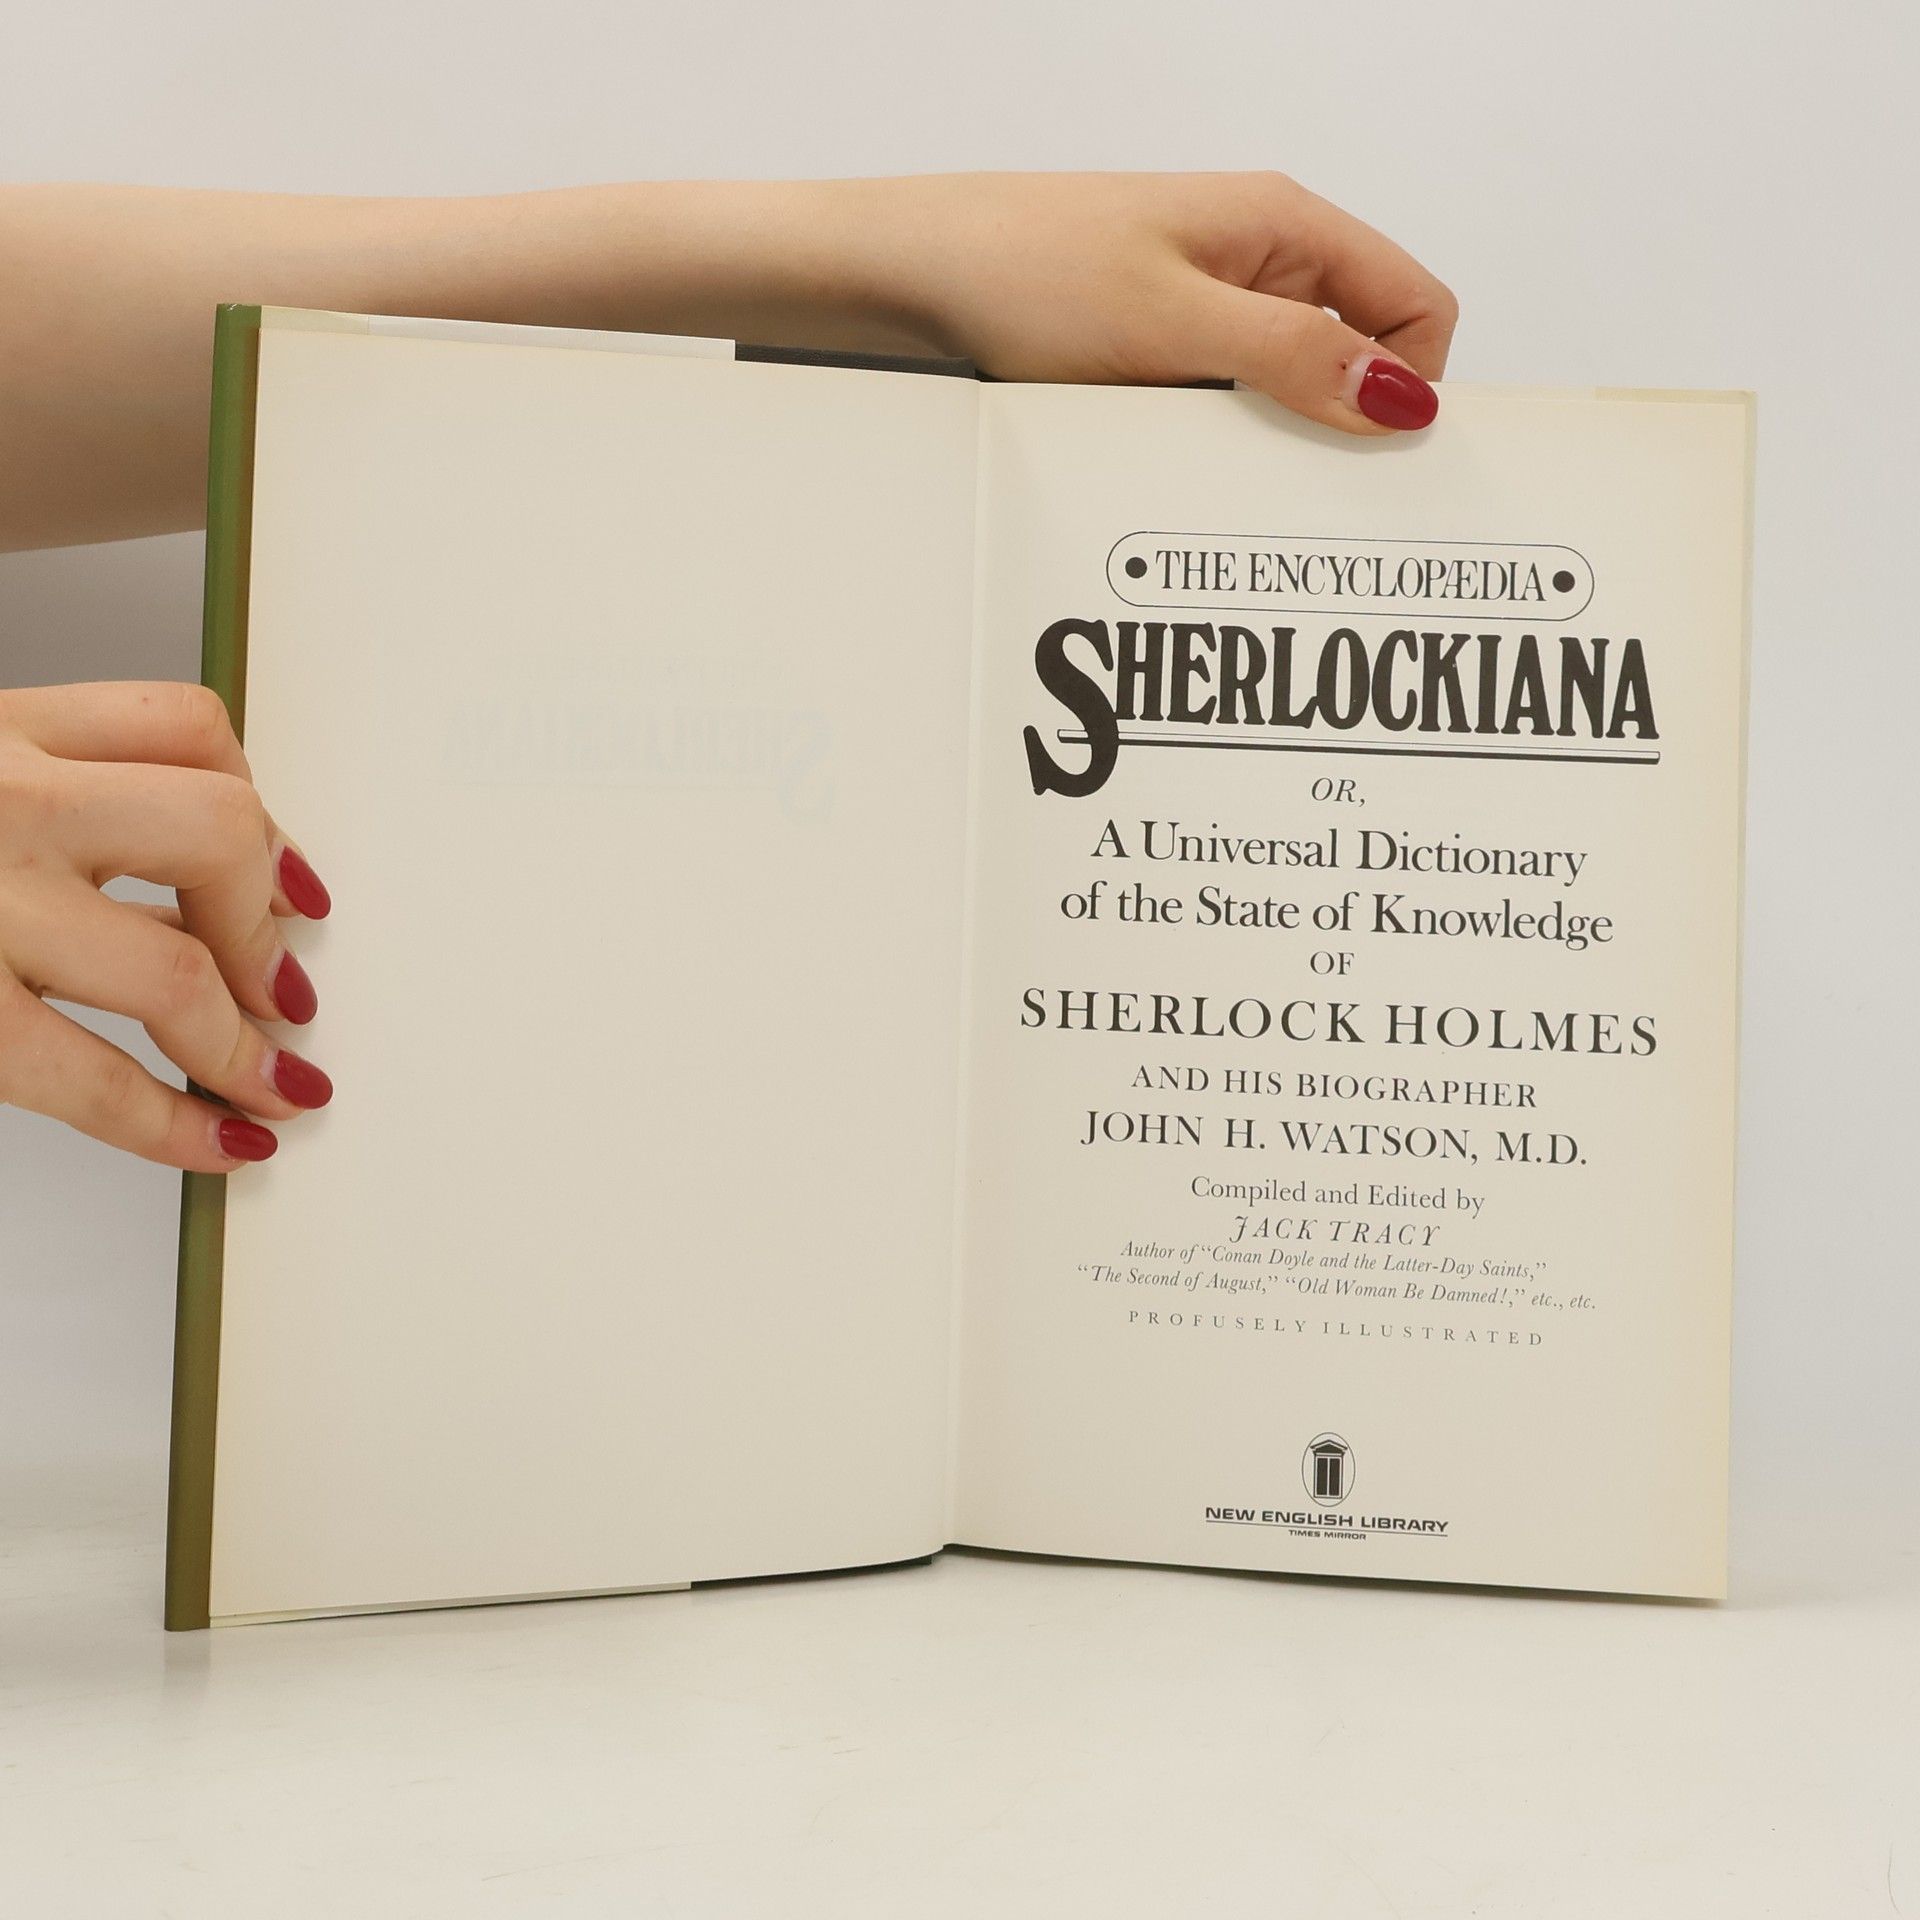 • THE ENCYCLOPÆDIA •
SHERLOCKIANA
OR,
A Universal Dictionary
of the State of Knowledge
OF
SHERLOCK HOLMES
AND HIS BIOGRAPHER
JOHN H. WATSON, M.D.
Compiled and Edited by
JACK TRACY
Author of “Conan Doyle and the Latter-Day Saints,”
“The Second of August,” “Old Woman Be Damned!,” etc., etc.
PROFUSELY ILLUSTRATED
NEW ENGLISH LIBRARY
TIMES MIRROR